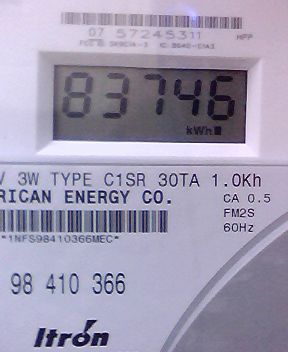 07 57245311
83746
kWh
V 3W TYPE C1SR 30TA 1.0Kh
RICAN ENERGY CO.
CA 0.5
FM2S
60Hz
*1NFS98410366MEC*
98 410 366
Itrón